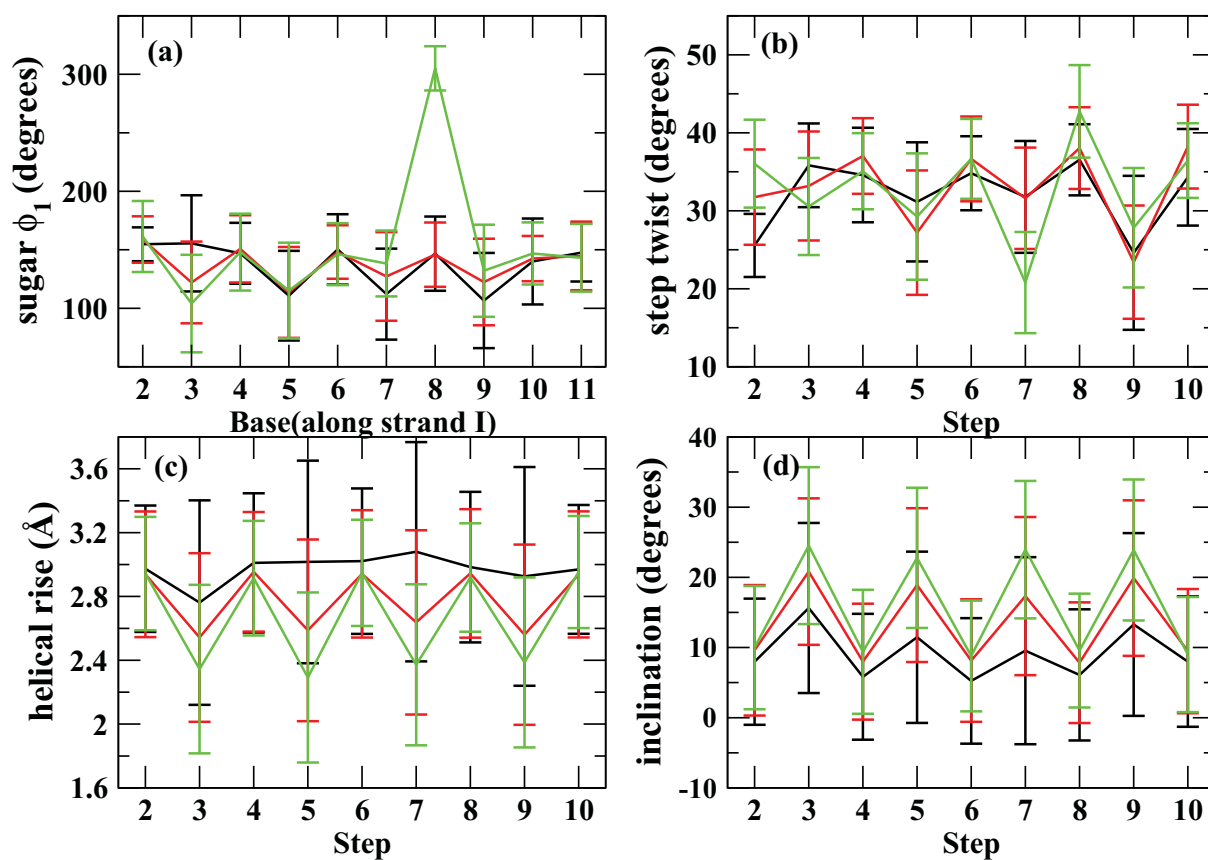 (a)
sugar ϕ1 (degrees)
300
200
100
2 3 4 5 6 7 8 9 10 11
Base(along strand I)
(b)
step twist (degrees)
50
40
30
20
10
2 3 4 5 6 7 8 9 10
Step
(c)
helical rise (Å)
3.6
3.2
2.8
2.4
2
1.6
2 3 4 5 6 7 8 9 10
Step
(d)
inclination (degrees)
40
30
20
10
0
-10
2 3 4 5 6 7 8 9 10
Step